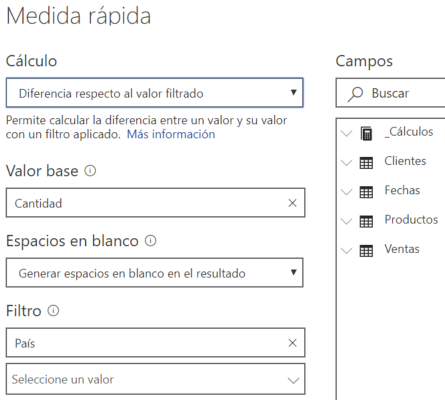 Medida rápida
Cálculo
Diferencia respecto al valor filtrado
Permite calcular la diferencia entre un valor y su valor
con un filtro aplicado. Más información
Valor base
Cantidad
Espacios en blanco
Generar espacios en blanco en el resultado
Filtro
País
Seleccione un valor
Campos
Buscar
_Cálculos
Clientes
Fechas
Productos
Ventas